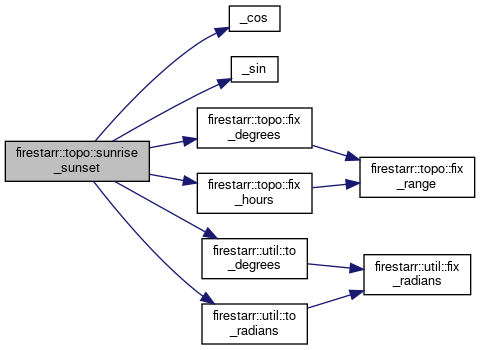 _cos
_sin
firestarr::topo::sunrise
_sunset
firestarr::topo::fix
_degrees
firestarr::topo::fix
_hours
firestarr::topo::fix
_range
firestarr::util::to
_degrees
firestarr::util::fix
_radians
firestarr::util::to
_radians